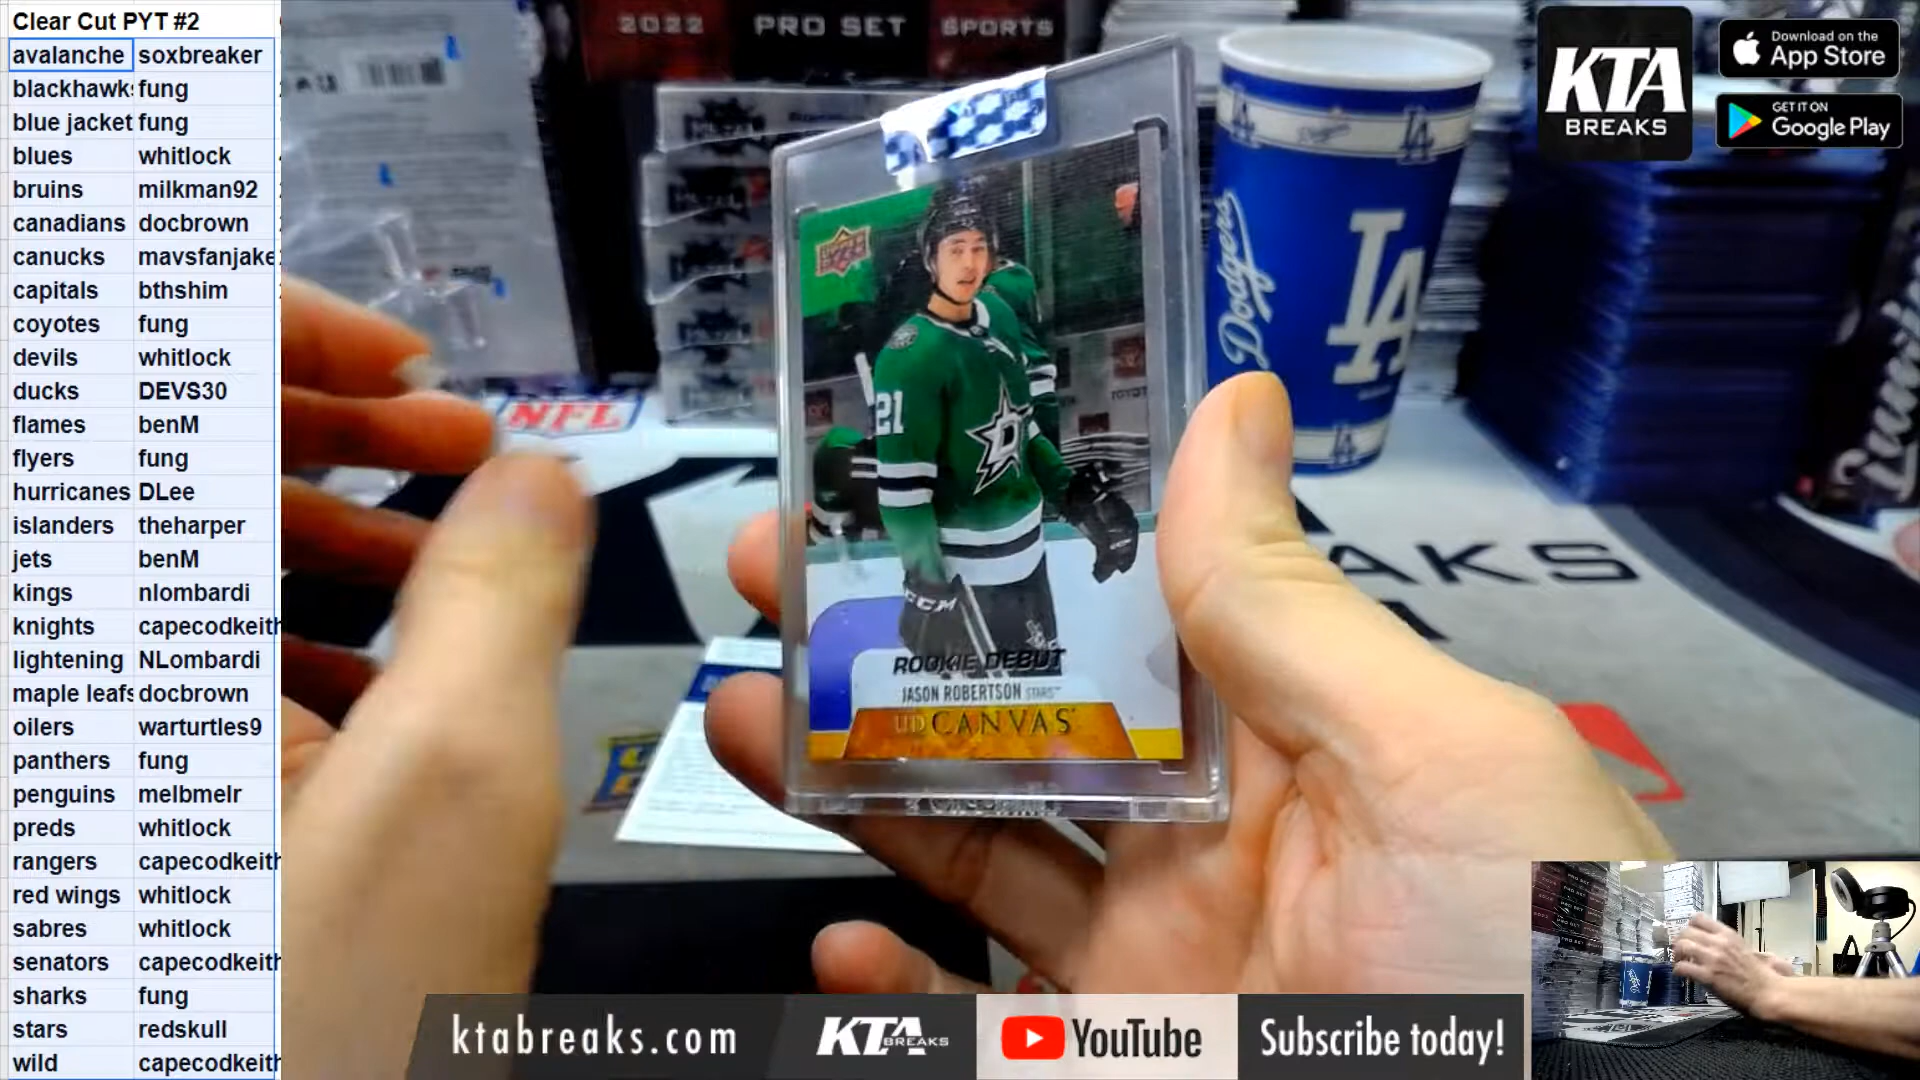 Clear Cut PYT #2
avalanche soxbreaker
blackhawks fung
blue jacket fung
blues whitlock
bruins milkman92
canadians docbrown
canucks mavsfanjake
capitals bthshim
coyotes fung
devils whitlock
ducks DEVS30
flames benM
flyers fung
hurricanes DLee
islanders theharper
jets benM
kings nlombardi
knights capecodkeith
lightening NLombardi
maple leafs docbrown
oilers warturtles9
panthers fung
penguins melbmelr
preds whitlock
rangers capecodkeith
red wings whitlock
sabres whitlock
senators capecodkeith
sharks fung
stars redskull
wild capecodkeith
2022 PRO SET SPORTS
KTA
BREAKS
Download on the
App Store
GET IT ON
Google Play
Dodgers
LA
NFL
21
D
TOYOT
CCM
ROOKIE DEBUT
JASON ROBERTSON STARS
UD CANVAS
AKS
ktabreaks.com
KTA BREAKS
YouTube
Subscribe today!